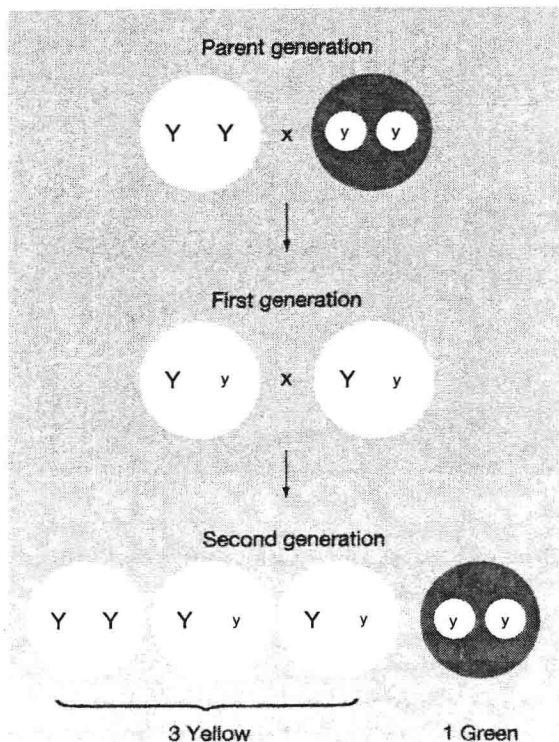 Parent generation
Y Y x y y
First generation
Y y x Y y
Second generation
Y Y Y y Y y y y
3 Yellow 1 Green